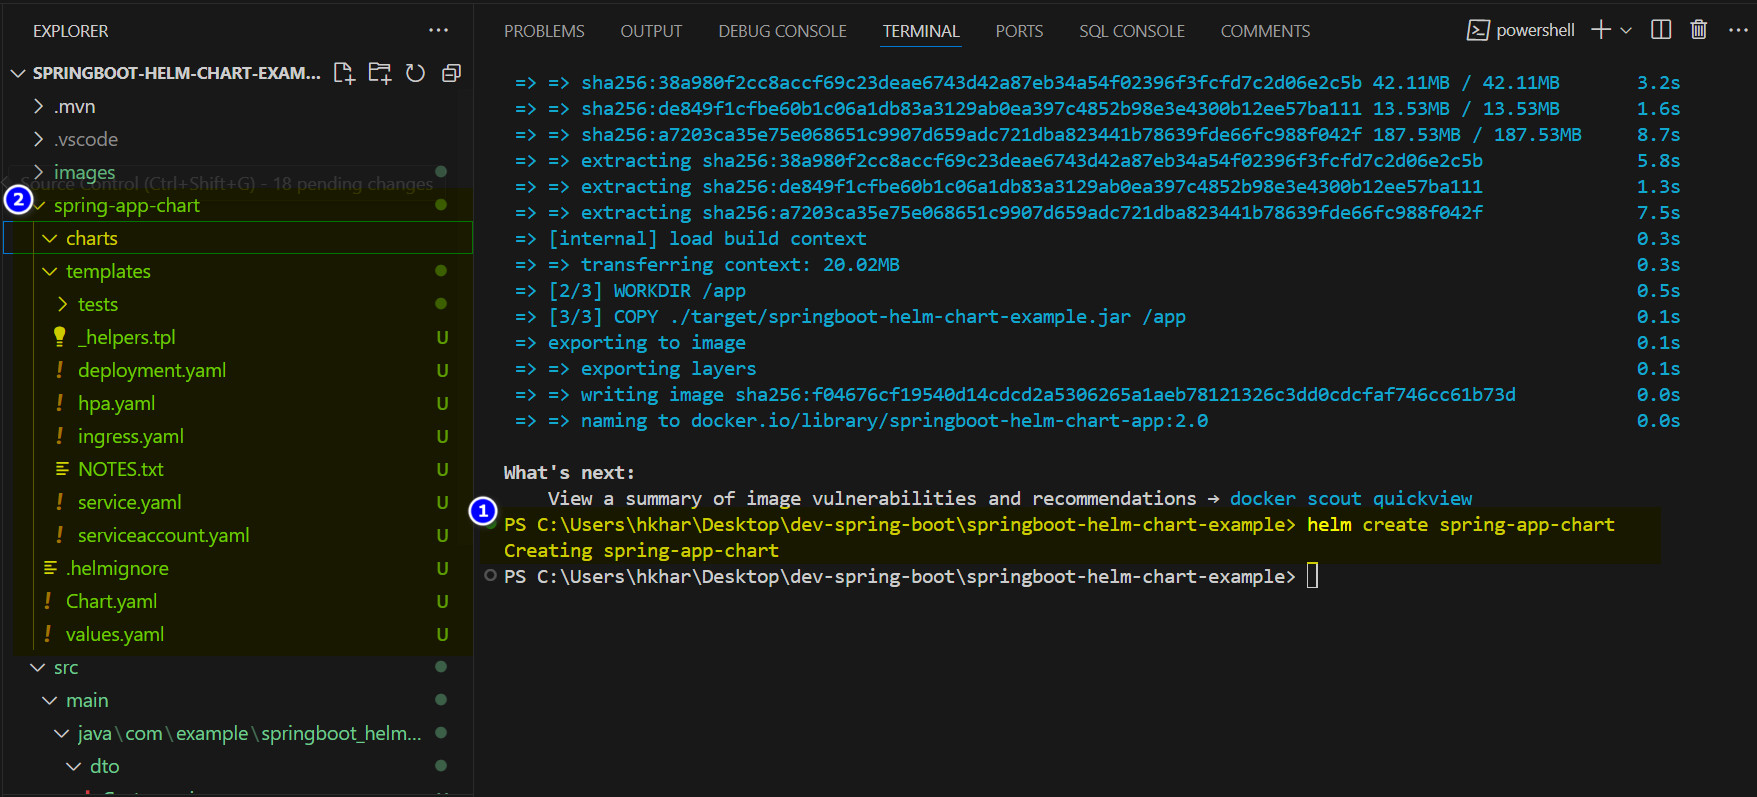 EXPLORER
SPRINGBOOT-HELM-CHART-EXAM...
.mvn
.vscode
images
Source Control (Ctrl+Shift+G) - 18 pending changes
2
spring-app-chart
charts
templates
tests
_helpers.tpl U
deployment.yaml U
hpa.yaml U
ingress.yaml U
NOTES.txt U
service.yaml U
serviceaccount.yaml U
.helmignore U
Chart.yaml U
values.yaml U
src
main
java\com\example\springboot_helm...
dto
PROBLEMS OUTPUT DEBUG CONSOLE TERMINAL PORTS SQL CONSOLE COMMENTS powershell
=> => sha256:38a980f2cc8accf69c23deae6743d42a87eb34a54f02396f3fcfd7c2d06e2c5b 42.11MB / 42.11MB 3.2s
=> => sha256:de849f1cfbe60b1c06a1db83a3129ab0ea397c4852b98e3e4300b12ee57ba111 13.53MB / 13.53MB 1.6s
=> => sha256:a7203ca35e75e068651c9907d659adc721dba823441b78639fde66fc988f042f 187.53MB / 187.53MB 8.7s
=> => extracting sha256:38a980f2cc8accf69c23deae6743d42a87eb34a54f02396f3fcfd7c2d06e2c5b 5.8s
=> => extracting sha256:de849f1cfbe60b1c06a1db83a3129ab0ea397c4852b98e3e4300b12ee57ba111 1.3s
=> => extracting sha256:a7203ca35e75e068651c9907d659adc721dba823441b78639fde66fc988f042f 7.5s
=> [internal] load build context 0.3s
=> => transferring context: 20.02MB 0.3s
=> [2/3] WORKDIR /app 0.5s
=> [3/3] COPY ./target/springboot-helm-chart-example.jar /app 0.1s
=> exporting to image 0.1s
=> => exporting layers 0.1s
=> => writing image sha256:f04676cf19540d14cdcd2a5306265a1aeb78121326c3dd0cdcfaf746cc61b73d 0.0s
=> => naming to docker.io/library/springboot-helm-chart-app:2.0 0.0s
What's next:
View a summary of image vulnerabilities and recommendations → docker scout quickview
1
PS C:\Users\hkhar\Desktop\dev-spring-boot\springboot-helm-chart-example> helm create spring-app-chart
Creating spring-app-chart
PS C:\Users\hkhar\Desktop\dev-spring-boot\springboot-helm-chart-example>